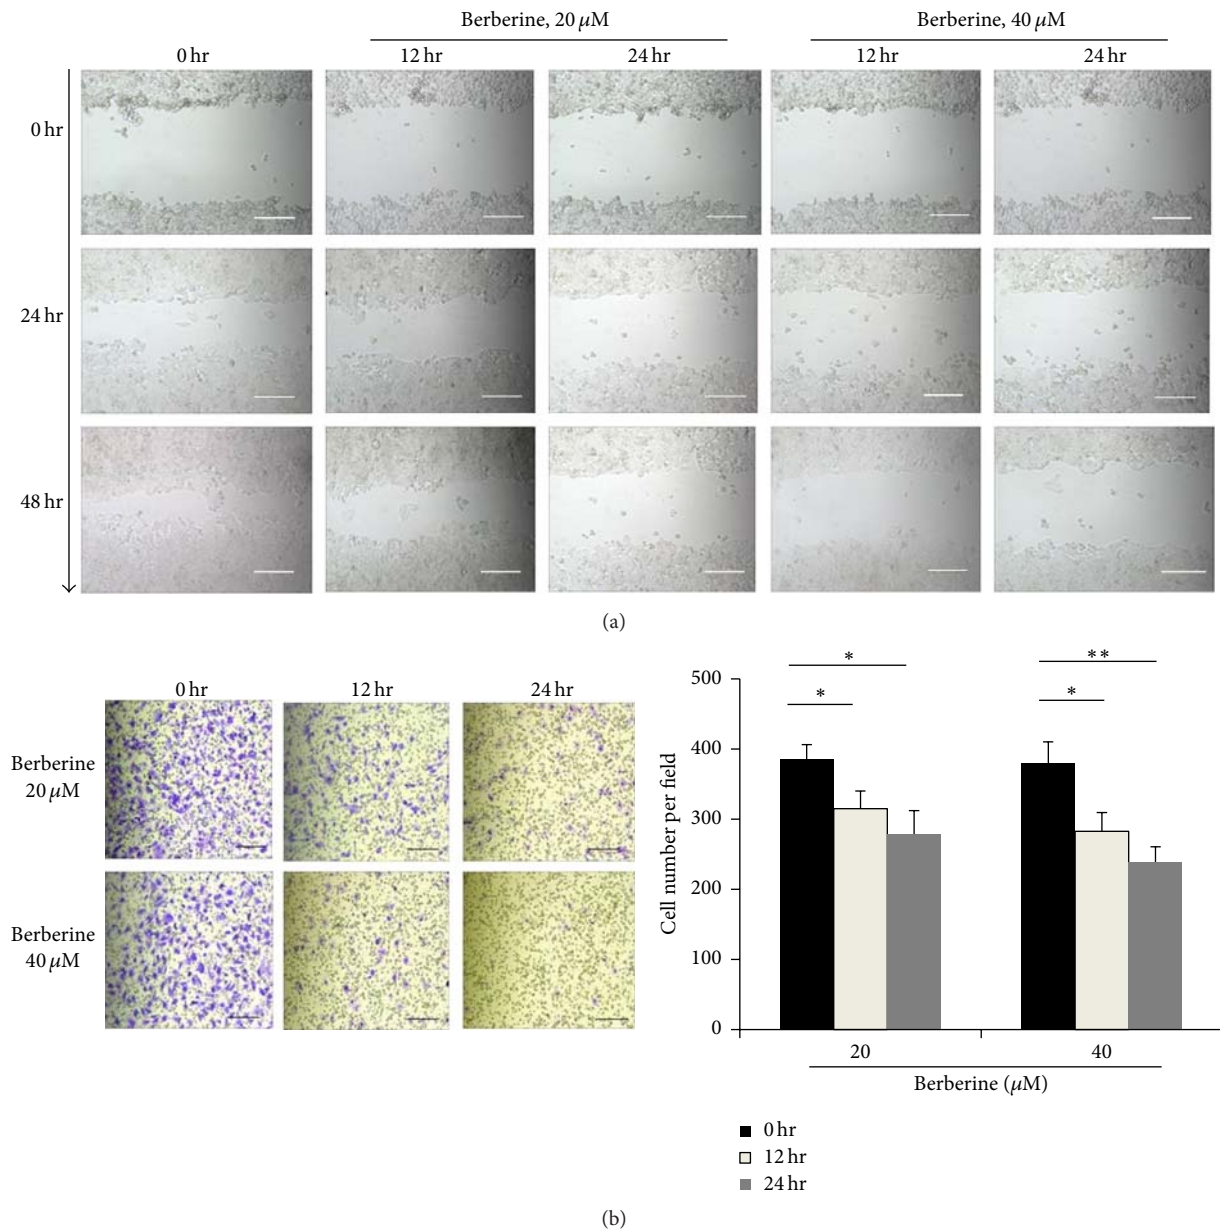 Berberine, 20 μM
Berberine, 40 μM
0 hr
12 hr
24 hr
12 hr
24 hr
0 hr
24 hr
48 hr
(a)
0 hr
12 hr
24 hr
Berberine
20 μM
Berberine
40 μM
500
400
300
200
100
0
Cell number per field
*
*
**
*
20
40
Berberine (μM)
0 hr
12 hr
24 hr
(b)